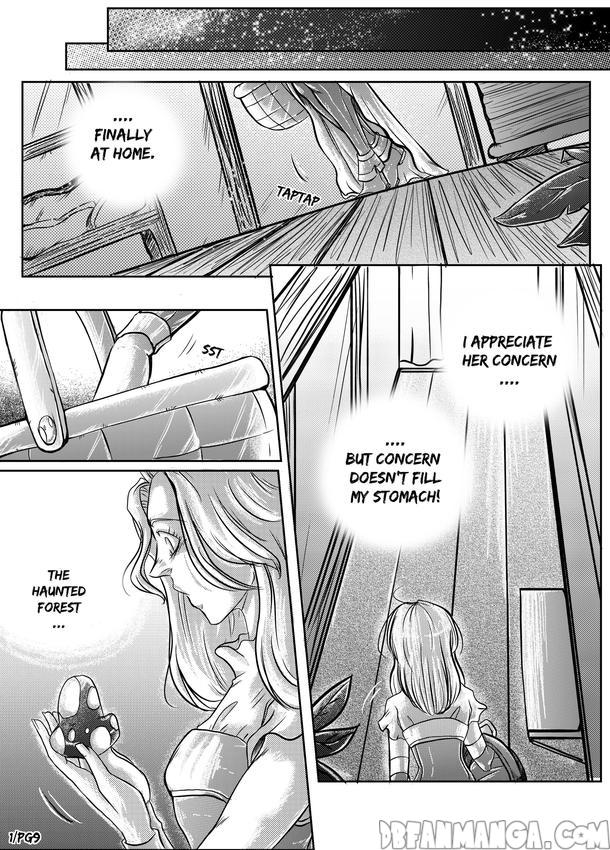 ....
FINALLY
AT HOME.
TAPTAP
I APPRECIATE
HER CONCERN
....
....
BUT CONCERN
DOESN'T FILL
MY STOMACH!
SST
THE
HAUNTED
FOREST
...
1/PG9
DBFANMANGA.COM